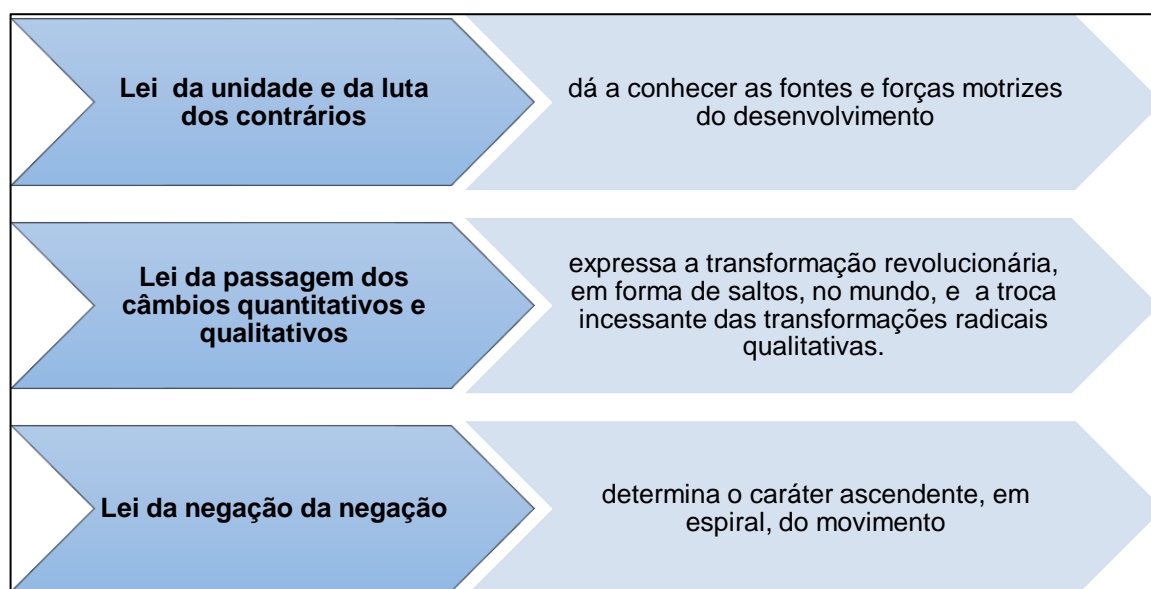 Lei  da unidade e da luta
dos contrários
dá a conhecer as fontes e forças motrizes
do desenvolvimento
Lei da passagem dos
câmbios quantitativos e
qualitativos
expressa a transformação revolucionária,
em forma de saltos, no mundo, e  a troca
incessante das transformações radicais
qualitativas.
Lei da negação da negação
determina o caráter ascendente, em
espiral, do movimento